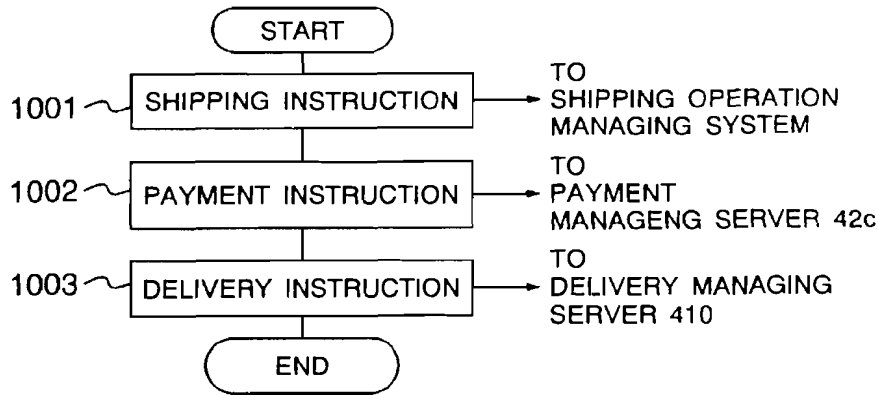 START
1001
SHIPPING INSTRUCTION
TO
SHIPPING OPERATION
MANAGING SYSTEM
1002
PAYMENT INSTRUCTION
TO
PAYMENT
MANAGENG SERVER 42c
1003
DELIVERY INSTRUCTION
TO
DELIVERY MANAGING
SERVER 410
END